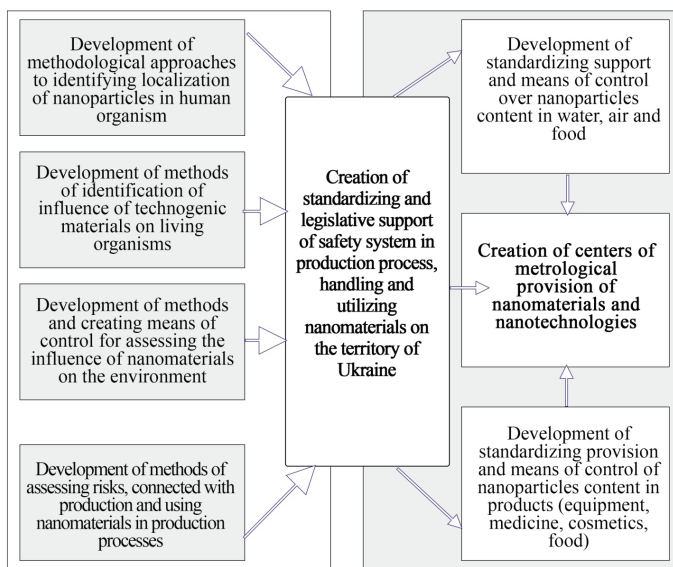 Development of
methodological approaches
to identifying localization
of nanoparticles in human
organism
Development of methods
of identification of
influence of technogenic
materials on living
organisms
Development of methods
and creating means of
control for assessing the
influence of nanomaterials
on the environment
Development of methods of
assessing risks, connected with
production and using
nanomaterials in production
processes
Creation of
standardizing and
legislative support
of safety system in
production process,
handling and
utilizing
nanomaterials on
the territory of
Ukraine
Development of
standardizing support
and means of control
over nanoparticles
content in water, air and
food
Creation of centers of
metrological
provision of
nanomaterials and
nanotechnologies
Development of
standardizing provision
and means of control of
nanoparticles content in
products (equipment,
medicine, cosmetics,
food)